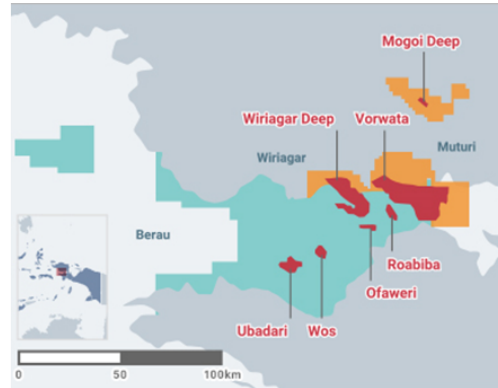 Mogoi Deep
Wiriagar Deep
Vorwata
Wiriagar
Muturi
Berau
Roabiba
Ofaweri
Ubadari
Wos
0
50
100km